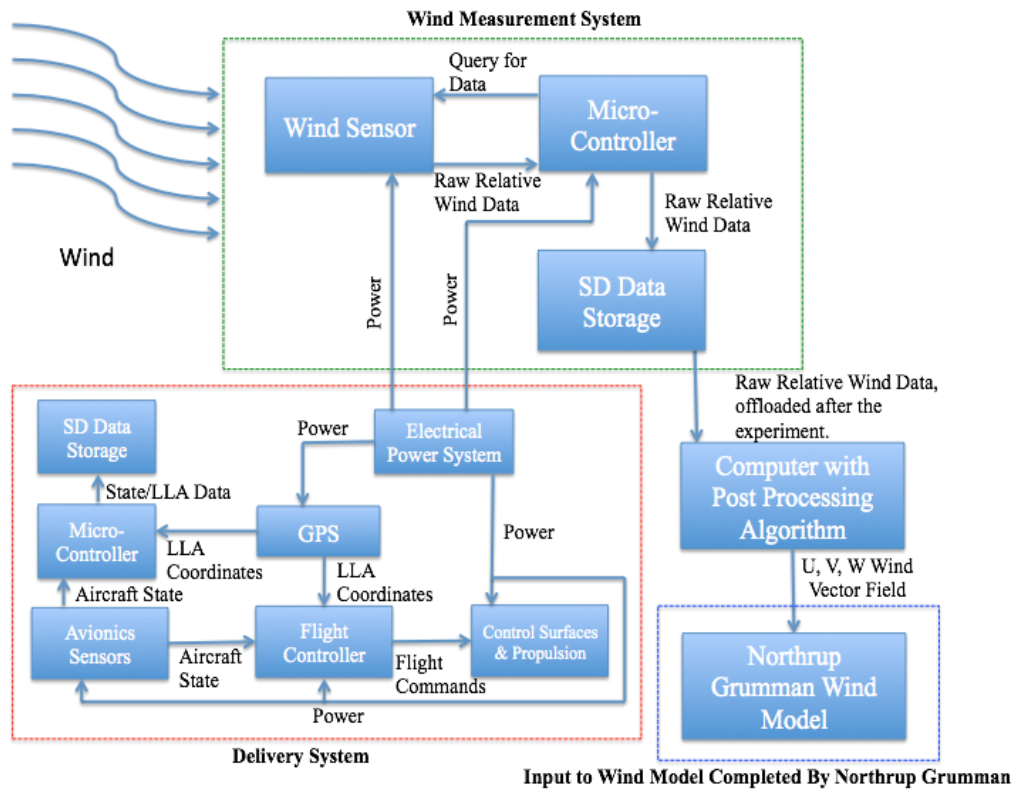 Wind Measurement System
Query for
Data
Wind Sensor
Micro-
Controller
Raw Relative
Wind Data
Raw Relative
Wind Data
Wind
SD Data
Storage
Power
Power
Raw Relative Wind Data,
offloaded after the
experiment.
SD Data
Storage
Power
Electrical
Power System
State/LLA Data
Computer with
Post Processing
Algorithm
Micro-
Controller
GPS
Power
LLA
Coordinates
LLA
Coordinates
U, V, W Wind
Vector Field
Aircraft State
Avionics
Sensors
Flight
Controller
Control Surfaces
& Propulsion
Aircraft
State
Flight
Commands
Northrup
Grumman Wind
Model
Power
Delivery System
Input to Wind Model Completed By Northrup Grumman